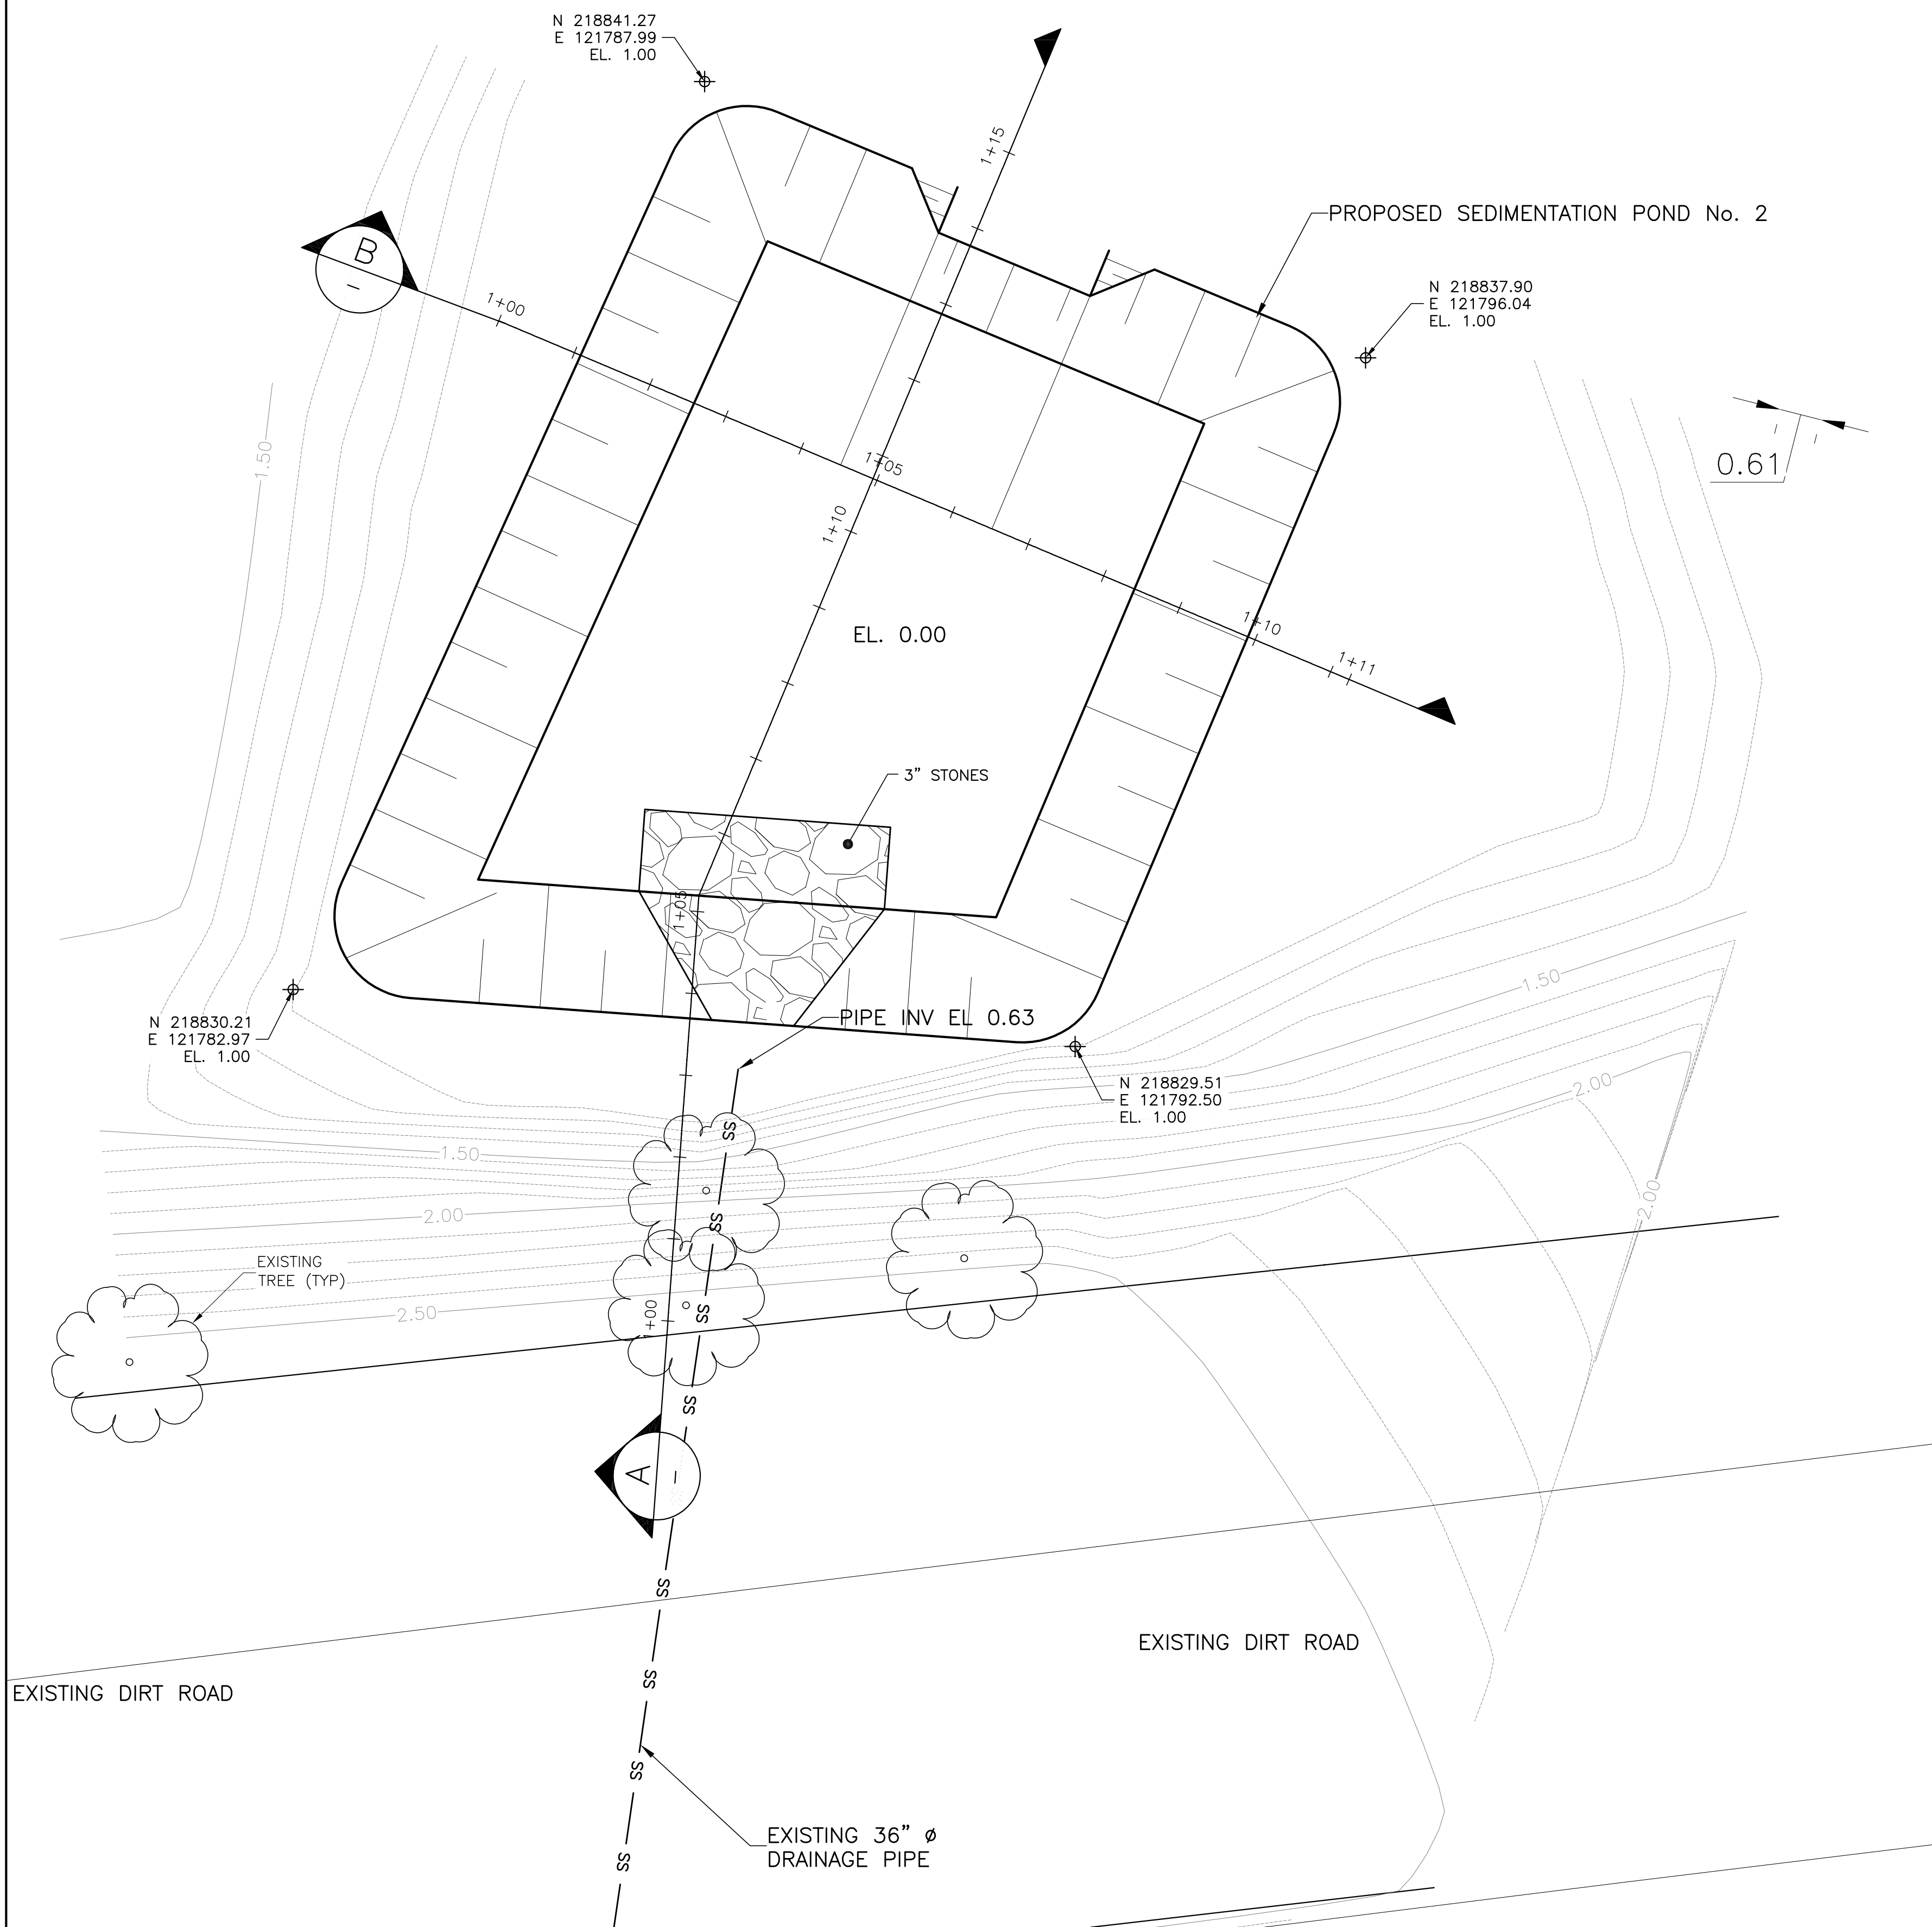 N 218841.27
E 121787.99
EL. 1.00
1+15
PROPOSED SEDIMENTATION POND No. 2
B
-
1+00
N 218837.90
E 121796.04
EL. 1.00
1.50
1+05
0.61
1+10
EL. 0.00
1+10
1+11
3" STONES
1+05
1.50
PIPE INV EL 0.63
N 218830.21
E 121782.97
EL. 1.00
N 218829.51
E 121792.50
EL. 1.00
2.00
SS
1.50
2.00
2.00
SS
EXISTING
TREE (TYP)
2.50
1+00
SS
SS
A
-
SS
EXISTING DIRT ROAD
SS
EXISTING DIRT ROAD
SS
EXISTING 36" ø
DRAINAGE PIPE
SS